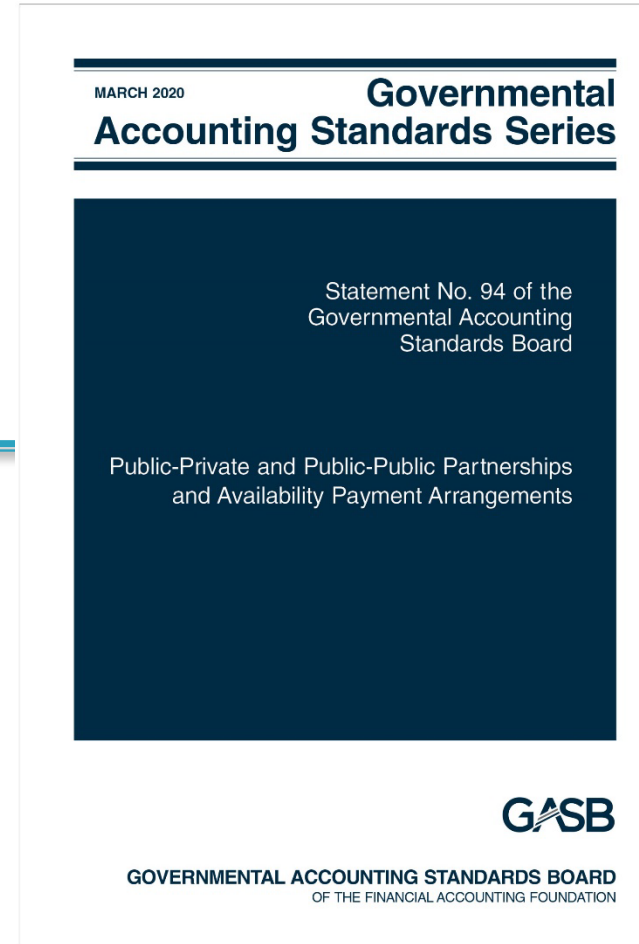 MARCH 2020
Governmental
Accounting Standards Series
Statement No. 94 of the
Governmental Accounting
Standards Board
Public-Private and Public-Public Partnerships
and Availability Payment Arrangements
GASB
GOVERNMENTAL ACCOUNTING STANDARDS BOARD
OF THE FINANCIAL ACCOUNTING FOUNDATION